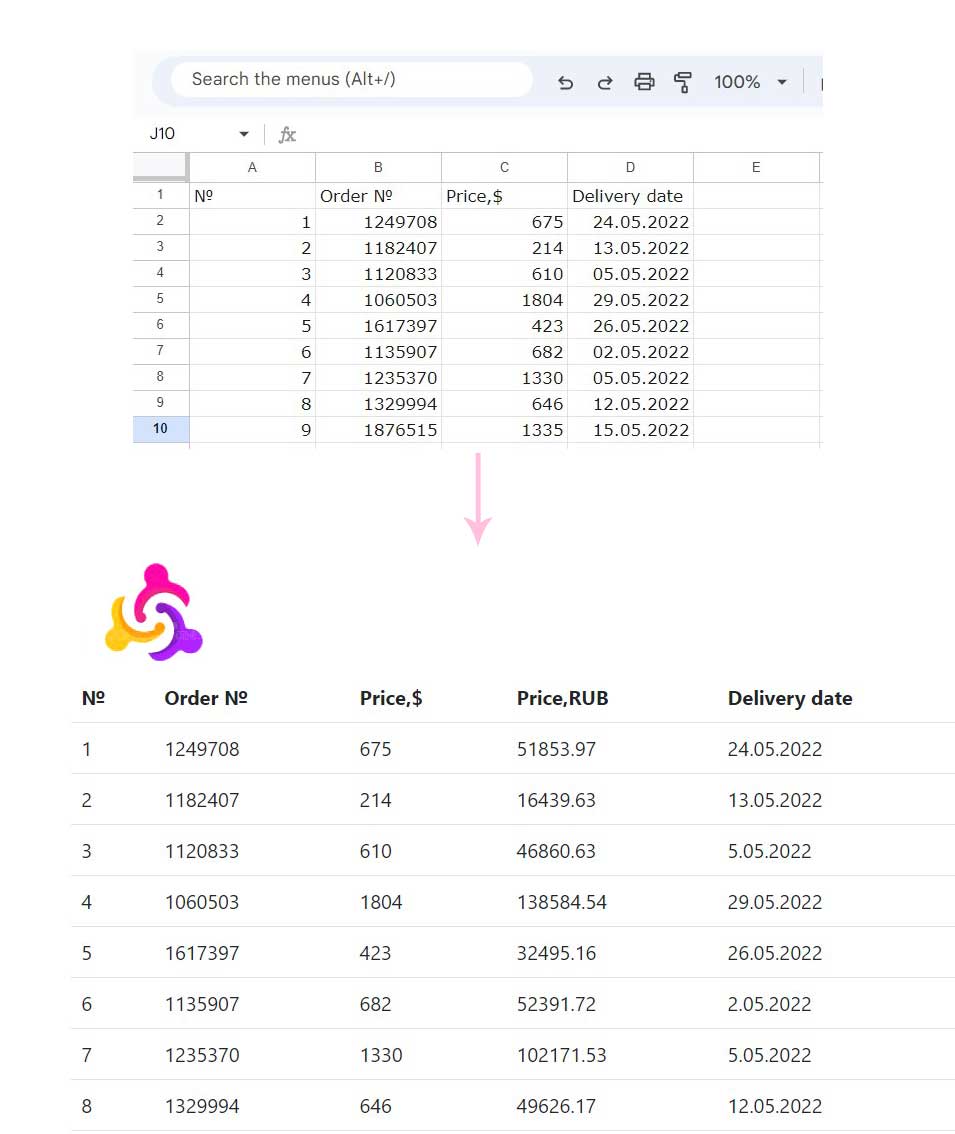 Search the menus (Alt+/) 100%
J10 fx
A B C D E
1 Nº Order Nº Price,$ Delivery date
2 1 1249708 675 24.05.2022
3 2 1182407 214 13.05.2022
4 3 1120833 610 05.05.2022
5 4 1060503 1804 29.05.2022
6 5 1617397 423 26.05.2022
7 6 1135907 682 02.05.2022
8 7 1235370 1330 05.05.2022
9 8 1329994 646 12.05.2022
10 9 1876515 1335 15.05.2022
Nº Order Nº Price,$ Price,RUB Delivery date
1 1249708 675 51853.97 24.05.2022
2 1182407 214 16439.63 13.05.2022
3 1120833 610 46860.63 5.05.2022
4 1060503 1804 138584.54 29.05.2022
5 1617397 423 32495.16 26.05.2022
6 1135907 682 52391.72 2.05.2022
7 1235370 1330 102171.53 5.05.2022
8 1329994 646 49626.17 12.05.2022